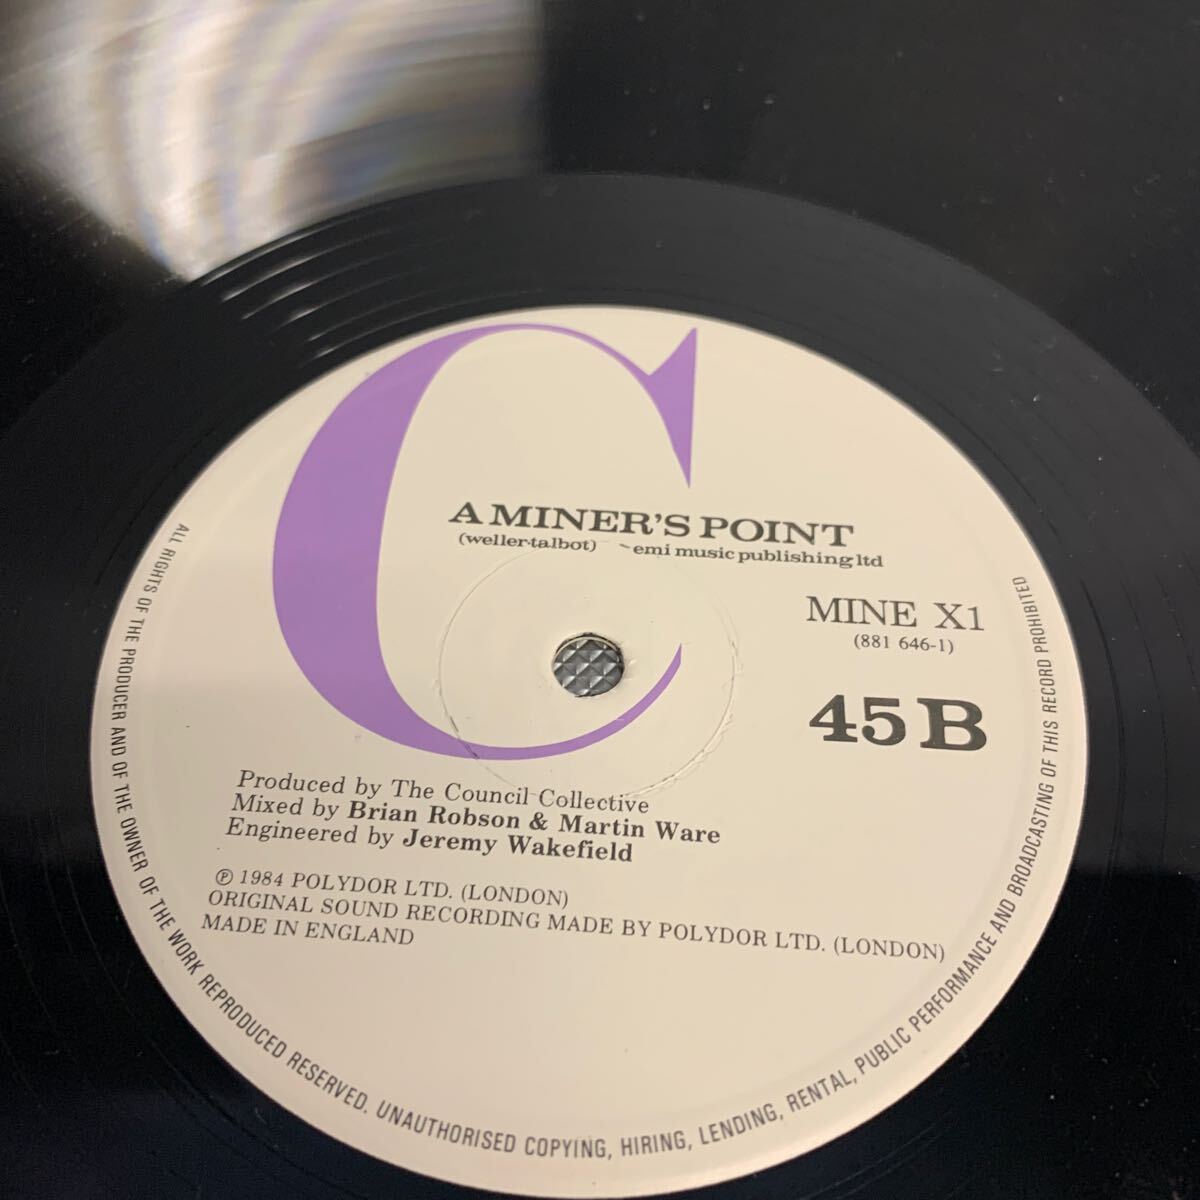 C
A MINER'S POINT
(weller-talbot) - emi music publishing ltd
MINE X1
(881 646-1)
45 B
Produced by The Council Collective
Mixed by Brian Robson & Martin Ware
Engineered by Jeremy Wakefield
℗ 1984 POLYDOR LTD. (LONDON)
ORIGINAL SOUND RECORDING MADE BY POLYDOR LTD. (LONDON)
MADE IN ENGLAND
ALL RIGHTS OF THE PRODUCER AND OF THE OWNER OF THE WORK REPRODUCED RESERVED. UNAUTHORISED COPYING, HIRING, LENDING, RENTAL, PUBLIC PERFORMANCE AND BROADCASTING OF THIS RECORD PROHIBITED